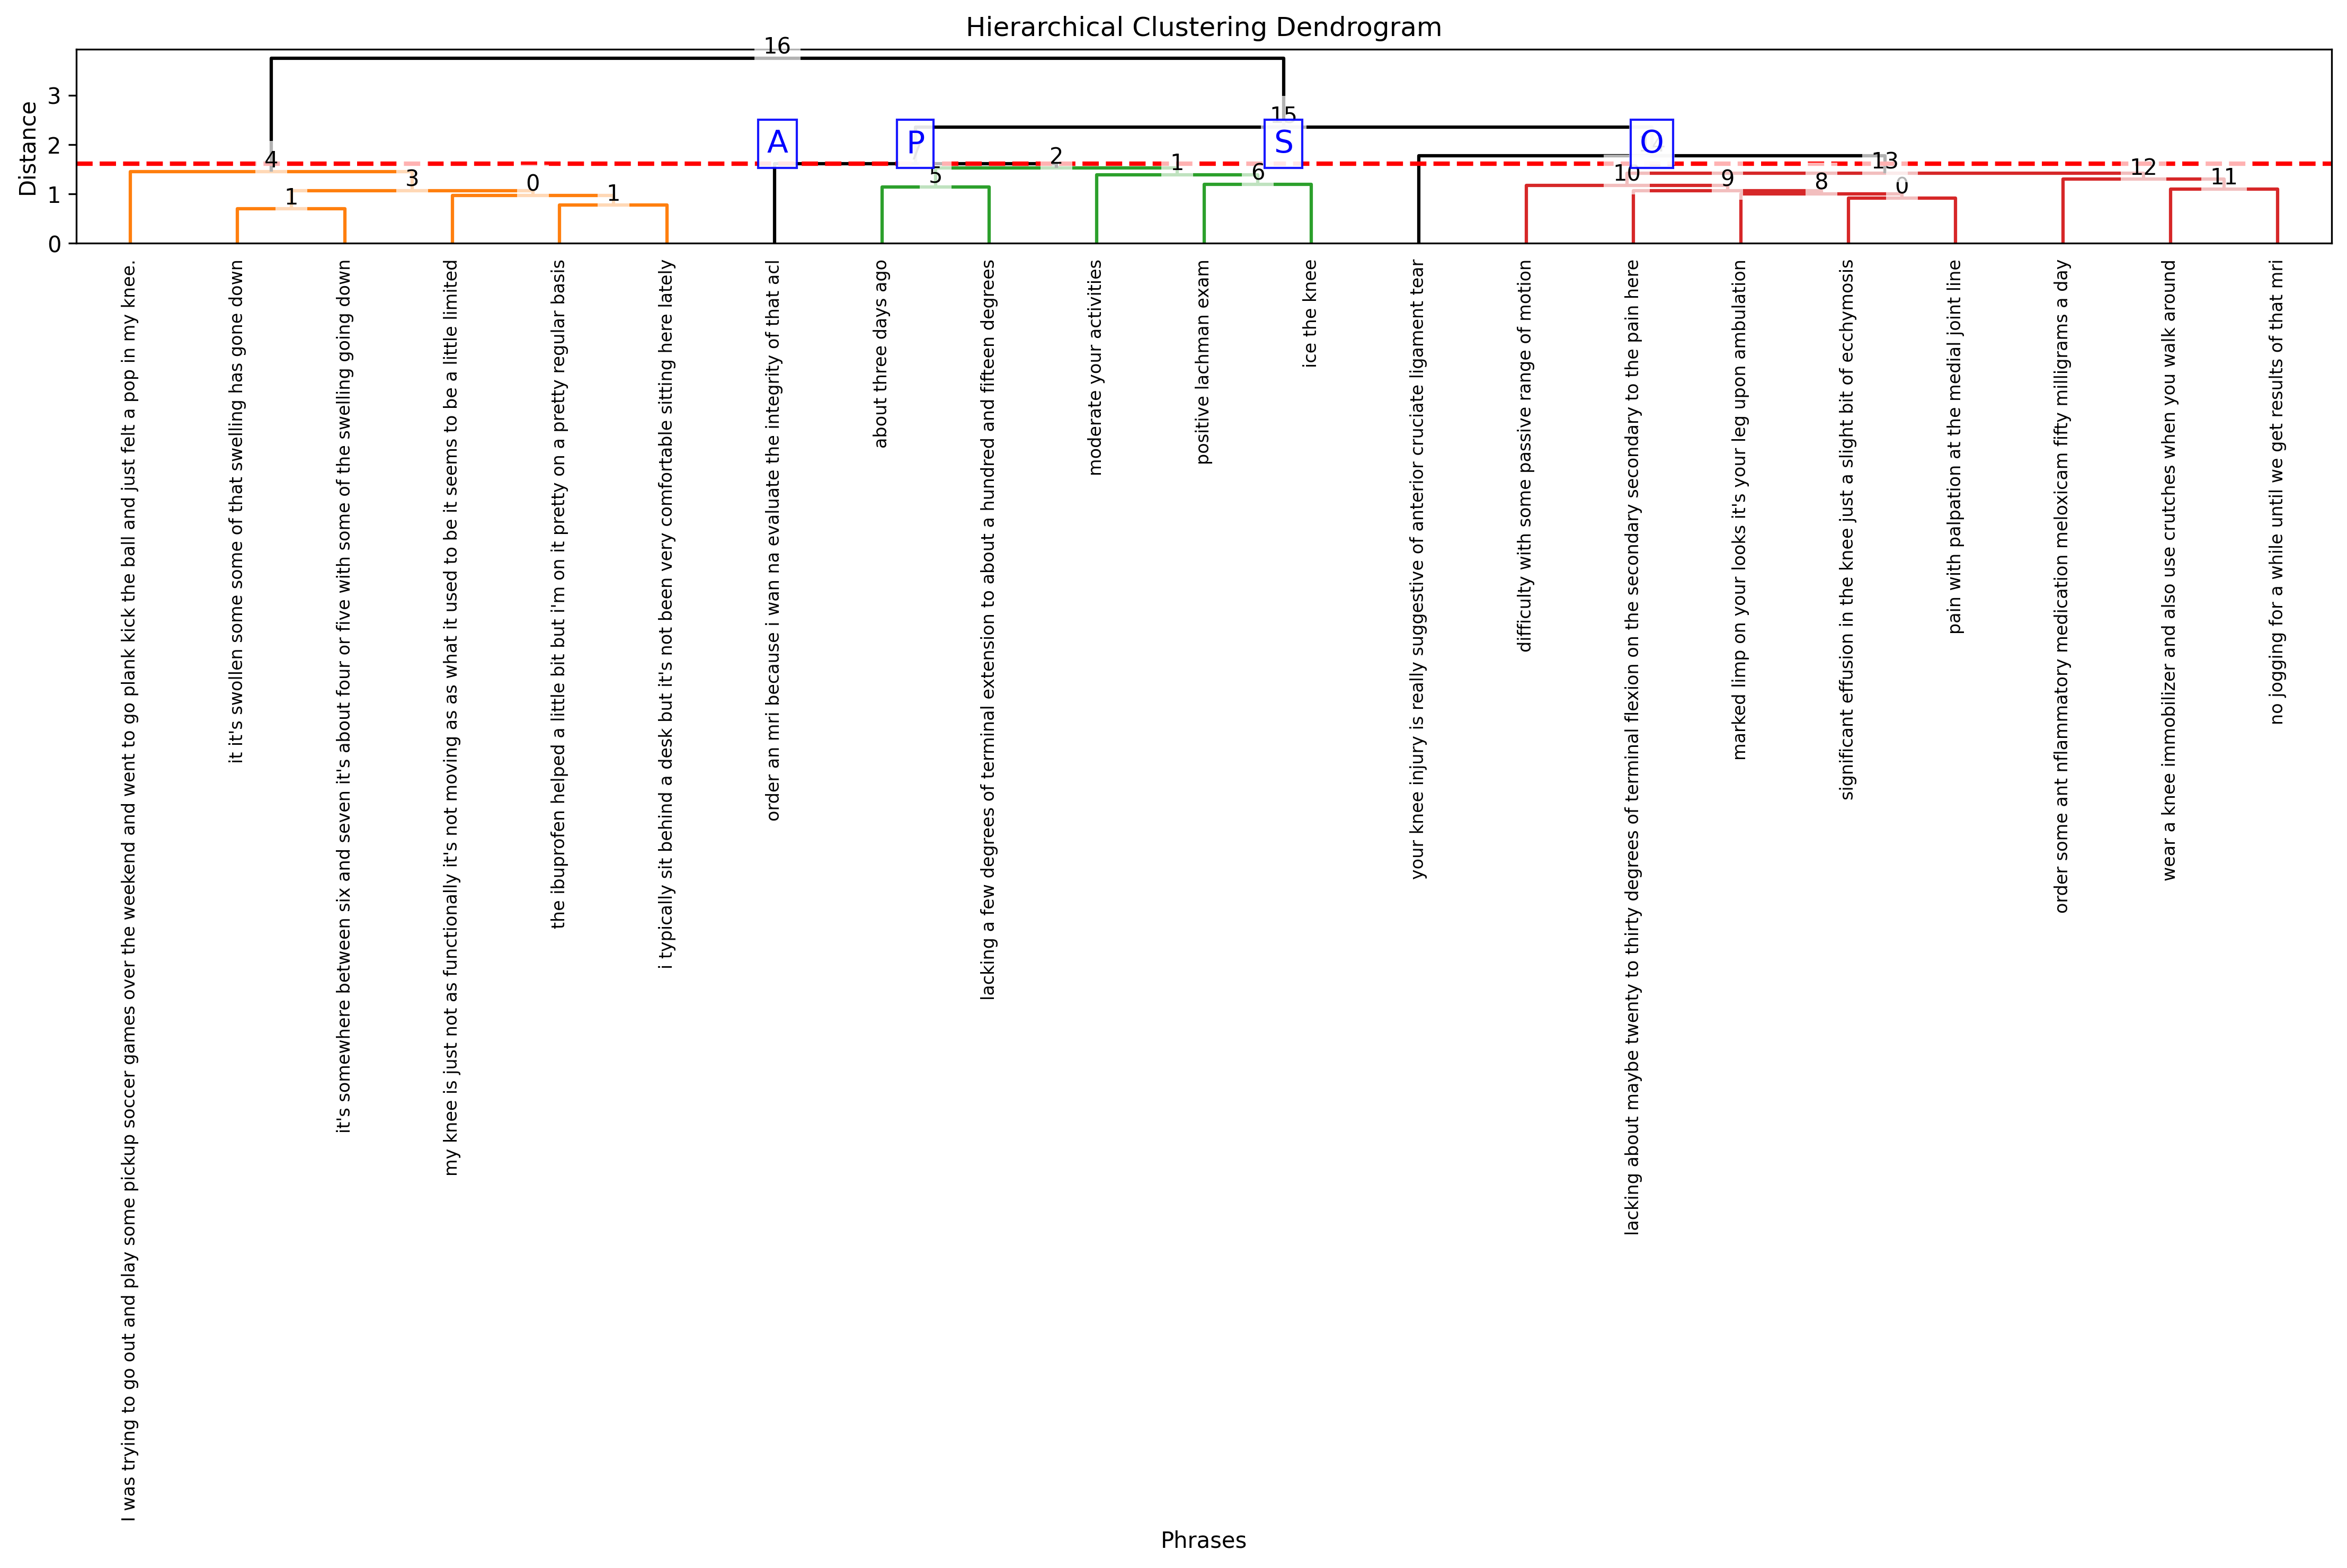 Hierarchical Clustering Dendrogram
16
15
A
P
S
O
4
2
13
1
12
3
0
5
6
10
9
8
0
11
1
1
Distance
3
2
1
0
I was trying to go out and play some pickup soccer games over the weekend and went to go plank kick the ball and just felt a pop in my knee.
it it's swollen some some of that swelling has gone down
it's somewhere between six and seven it's about four or five with some of the swelling going down
my knee is just not as functionally it's not moving as as what it used to be it seems to be a little limited
the ibuprofen helped a little bit but i'm on it pretty on a pretty regular basis
i typically sit behind a desk but it's not been very comfortable sitting here lately
order an mri because i wan na evaluate the integrity of that acl
about three days ago
lacking a few degrees of terminal extension to about a hundred and fifteen degrees
moderate your activities
positive lachman exam
ice the knee
your knee injury is really suggestive of anterior cruciate ligament tear
difficulty with some passive range of motion
lacking about maybe twenty to thirty degrees of terminal flexion on the secondary secondary to the pain here
marked limp on your looks it's your leg upon ambulation
significant effusion in the knee just a slight bit of ecchymosis
pain with palpation at the medial joint line
order some ant nflammatory medication meloxicam fifty milligrams a day
wear a knee immobilizer and also use crutches when you walk around
no jogging for a while until we get results of that mri
Phrases